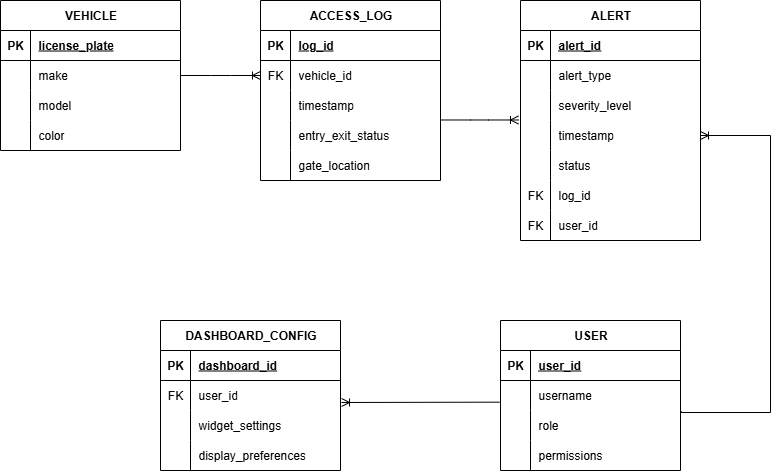 VEHICLE
PK license_plate
make
model
color
ACCESS_LOG
PK log_id
FK vehicle_id
timestamp
entry_exit_status
gate_location
ALERT
PK alert_id
alert_type
severity_level
timestamp
status
FK log_id
FK user_id
DASHBOARD_CONFIG
PK dashboard_id
FK user_id
widget_settings
display_preferences
USER
PK user_id
username
role
permissions